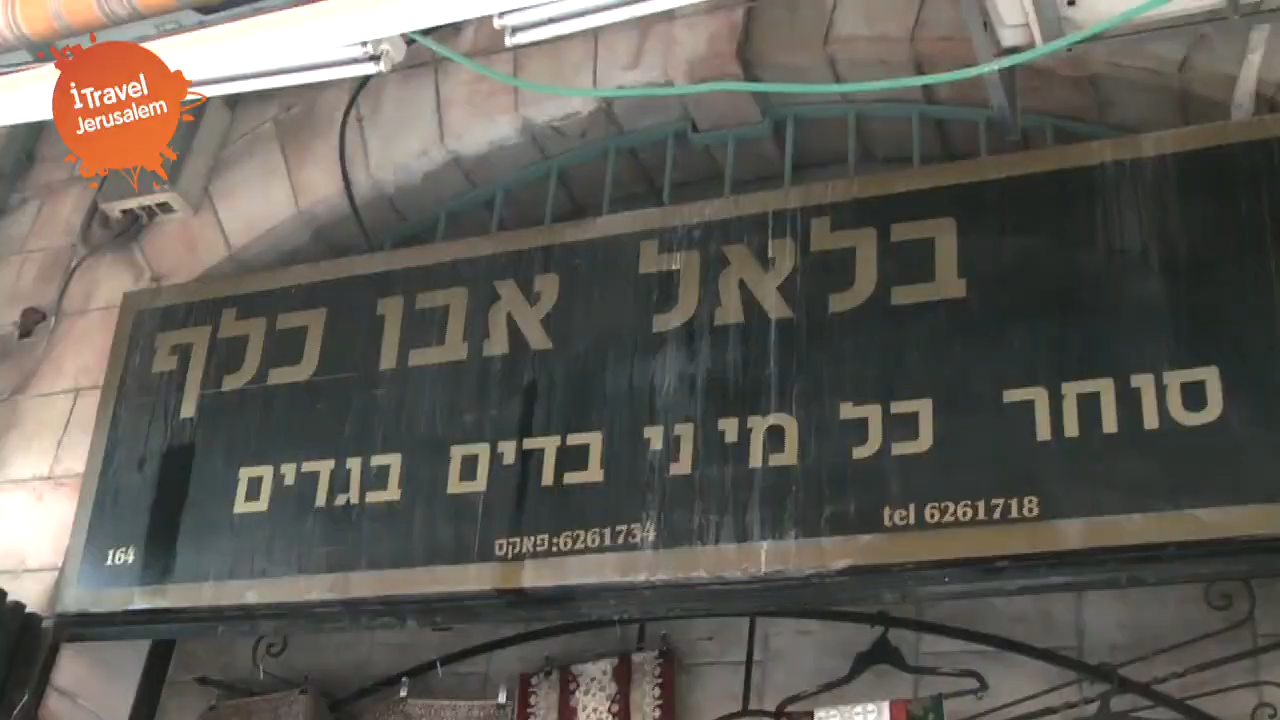 iTravel
Jerusalem
בלאל אבו כלף
סוחר כל מיני בדים בגדים
tel 6261718
פאקס:6261734
164